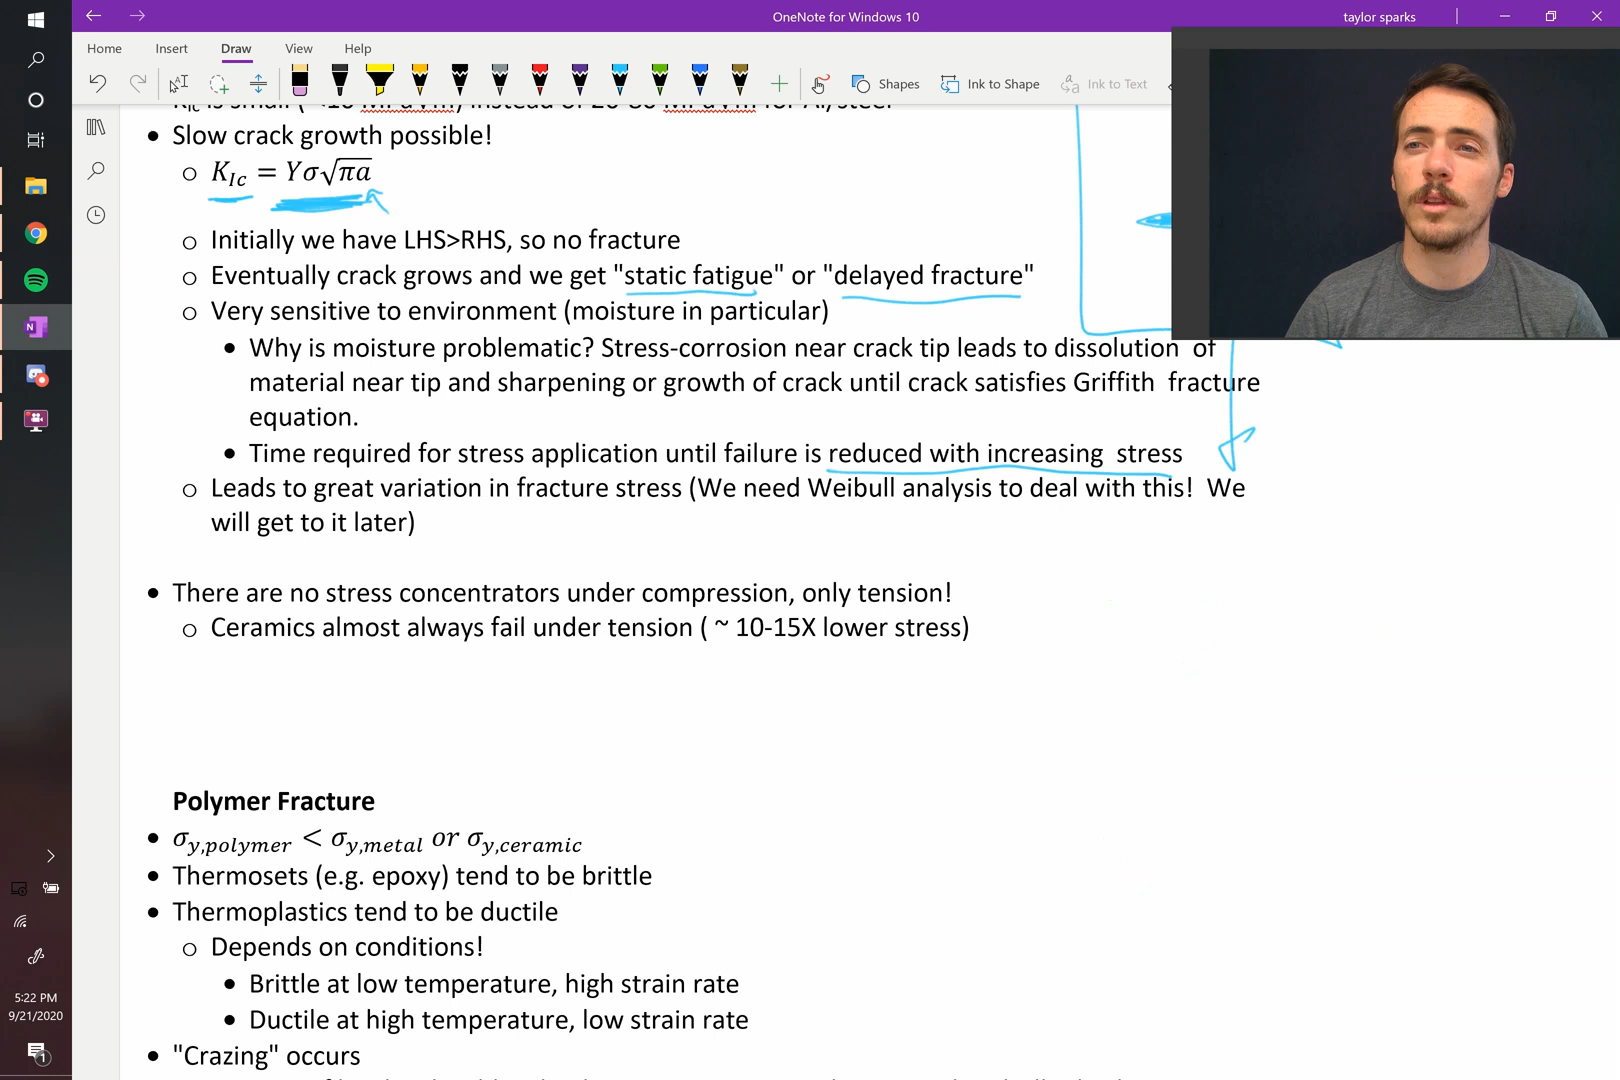 OneNote for Windows 10
taylor sparks
Home Insert Draw View Help
Shapes Ink to Shape Ink to Text
instead of 20-80 MPa√m for Al/steel
• Slow crack growth possible!
○ K_Ic = Yσ√πa
○ Initially we have LHS>RHS, so no fracture
○ Eventually crack grows and we get "static fatigue" or "delayed fracture"
○ Very sensitive to environment (moisture in particular)
• Why is moisture problematic? Stress-corrosion near crack tip leads to dissolution of
material near tip and sharpening or growth of crack until crack satisfies Griffith fracture
equation.
• Time required for stress application until failure is reduced with increasing stress
○ Leads to great variation in fracture stress (We need Weibull analysis to deal with this! We
will get to it later)
• There are no stress concentrators under compression, only tension!
○ Ceramics almost always fail under tension ( ~ 10-15X lower stress)
Polymer Fracture
• σ_y,polymer < σ_y,metal or σ_y,ceramic
• Thermosets (e.g. epoxy) tend to be brittle
• Thermoplastics tend to be ductile
○ Depends on conditions!
• Brittle at low temperature, high strain rate
• Ductile at high temperature, low strain rate
• "Crazing" occurs
5:22 PM
9/21/2020
1